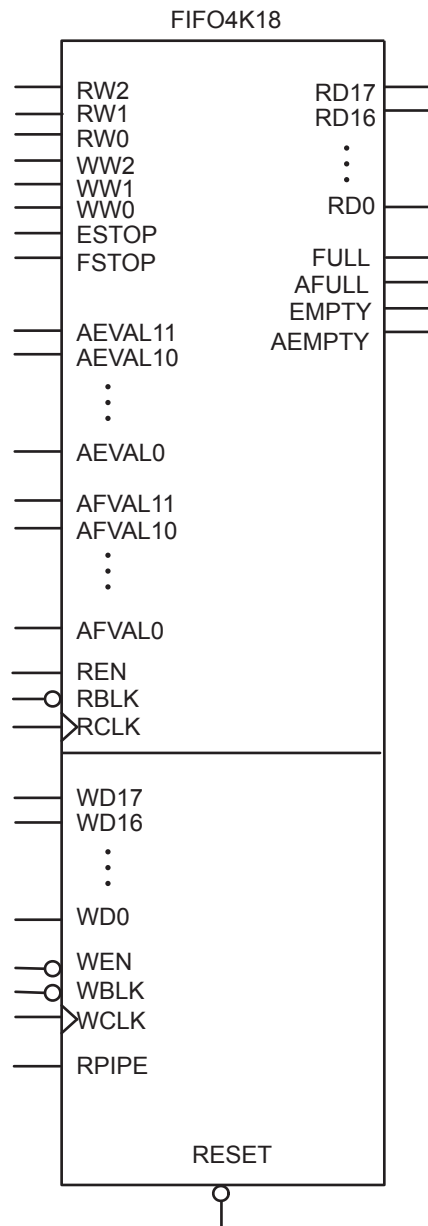 FIFO4K18
RW2
RW1
RW0
WW2
WW1
WW0
ESTOP
FSTOP
AEVAL11
AEVAL10
AEVAL0
AFVAL11
AFVAL10
AFVAL0
REN
RBLK
RCLK
RD17
RD16
RD0
FULL
AFULL
EMPTY
AEMPTY
WD17
WD16
WD0
WEN
WBLK
WCLK
RPIPE
RESET